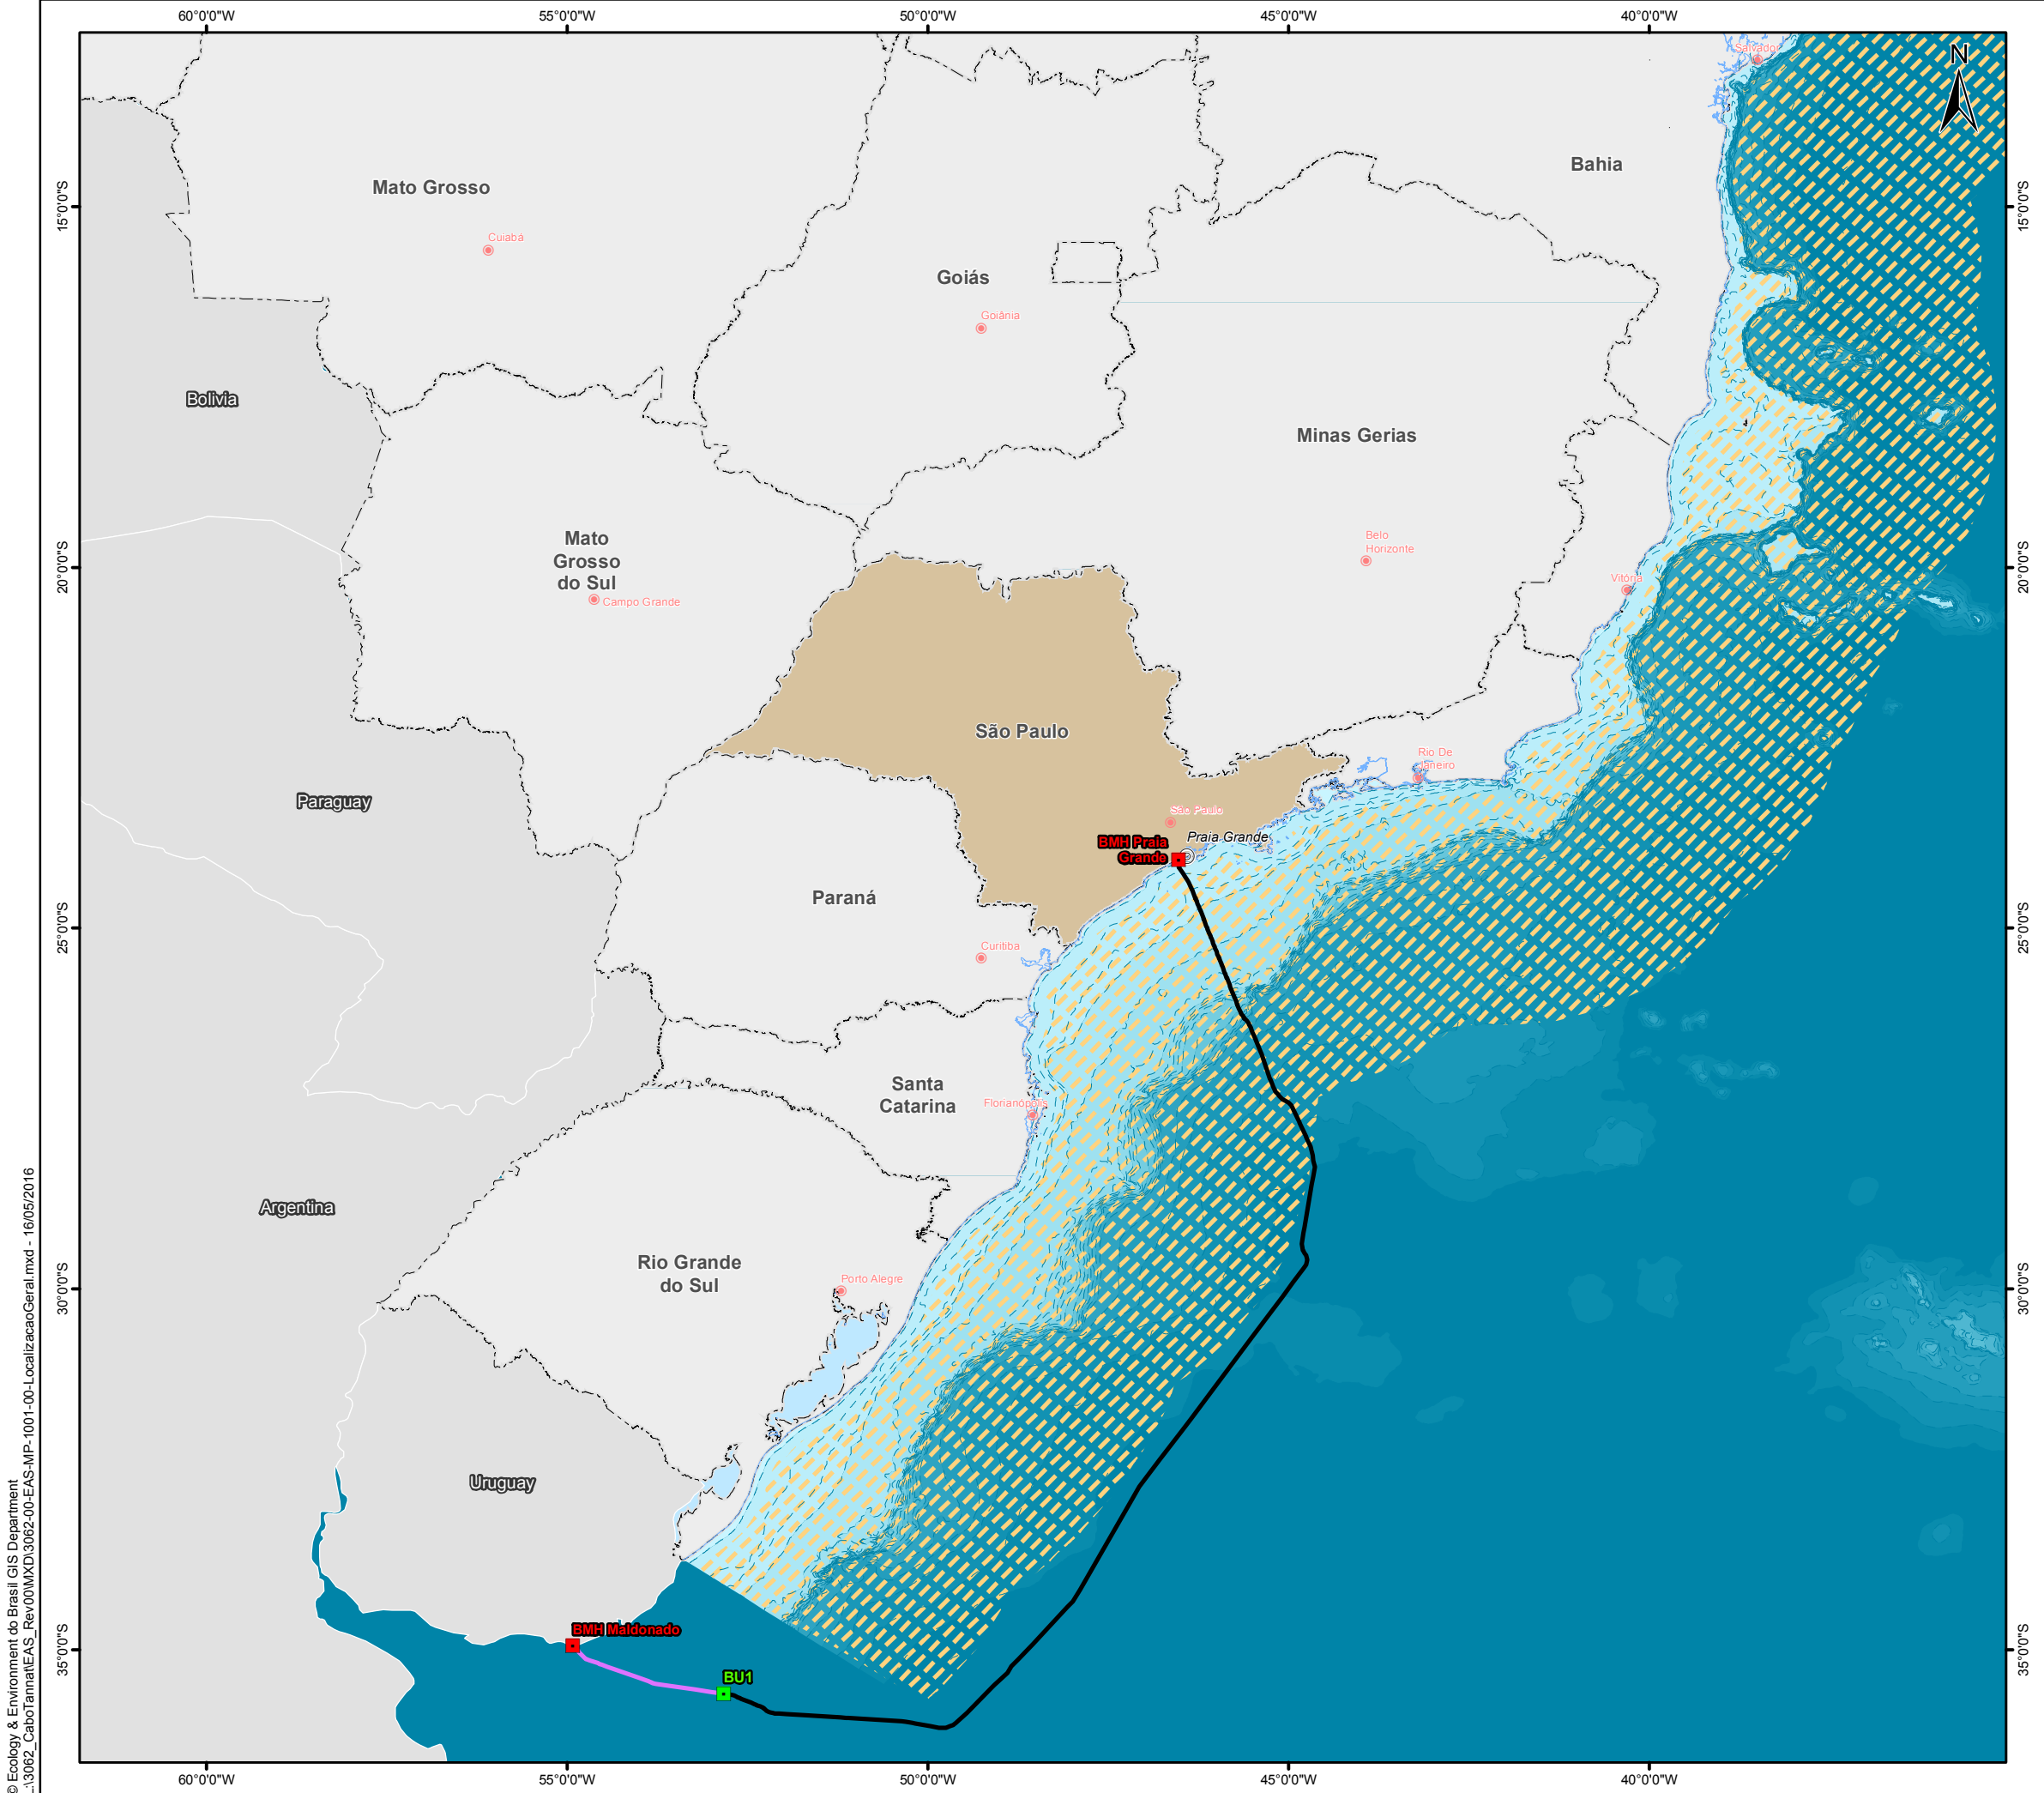 60°0'0"W 55°0'0"W 50°0'0"W 45°0'0"W 40°0'0"W
Salvador
N
Bahia
Mato Grosso
15°0'0"S
15°0'0"S
Cuiabá
Goiás
Goiânia
Bolivia
Minas Gerias
Mato
Grosso
do Sul
Belo
Horizonte
20°0'0"S
20°0'0"S
Vitória
Campo Grande
São Paulo
Rio De
Janeiro
Paraguay
São Paulo
Praia Grande
BMH Praia
Grande
Paraná
25°0'0"S
25°0'0"S
Curitiba
Santa
Catarina
Florianópolis
Argentina
Rio Grande
do Sul
Porto Alegre
30°0'0"S
30°0'0"S
Uruguay
BMH Maldonado
35°0'0"S
35°0'0"S
BU1
60°0'0"W 55°0'0"W 50°0'0"W 45°0'0"W 40°0'0"W
© Ecology & Environment do Brasil GIS Department
L:\3062_CaboTannat\EAS_Rev00\MXD\3062-00-EAS-MP-1001-00-LocalizacaoGeral.mxd - 16/05/2016